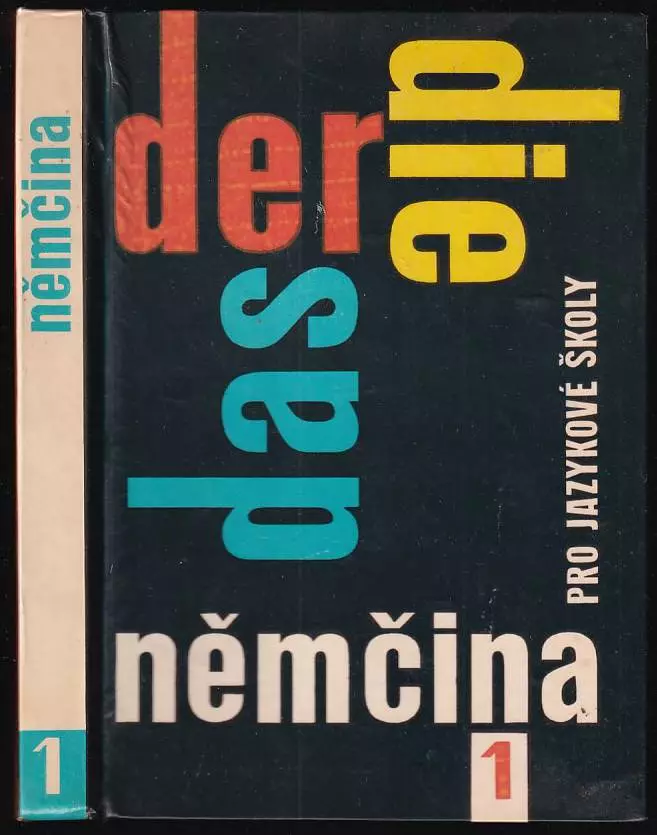 němčina
1
der
die
das
PRO JAZYKOVÉ ŠKOLY
němčina
1